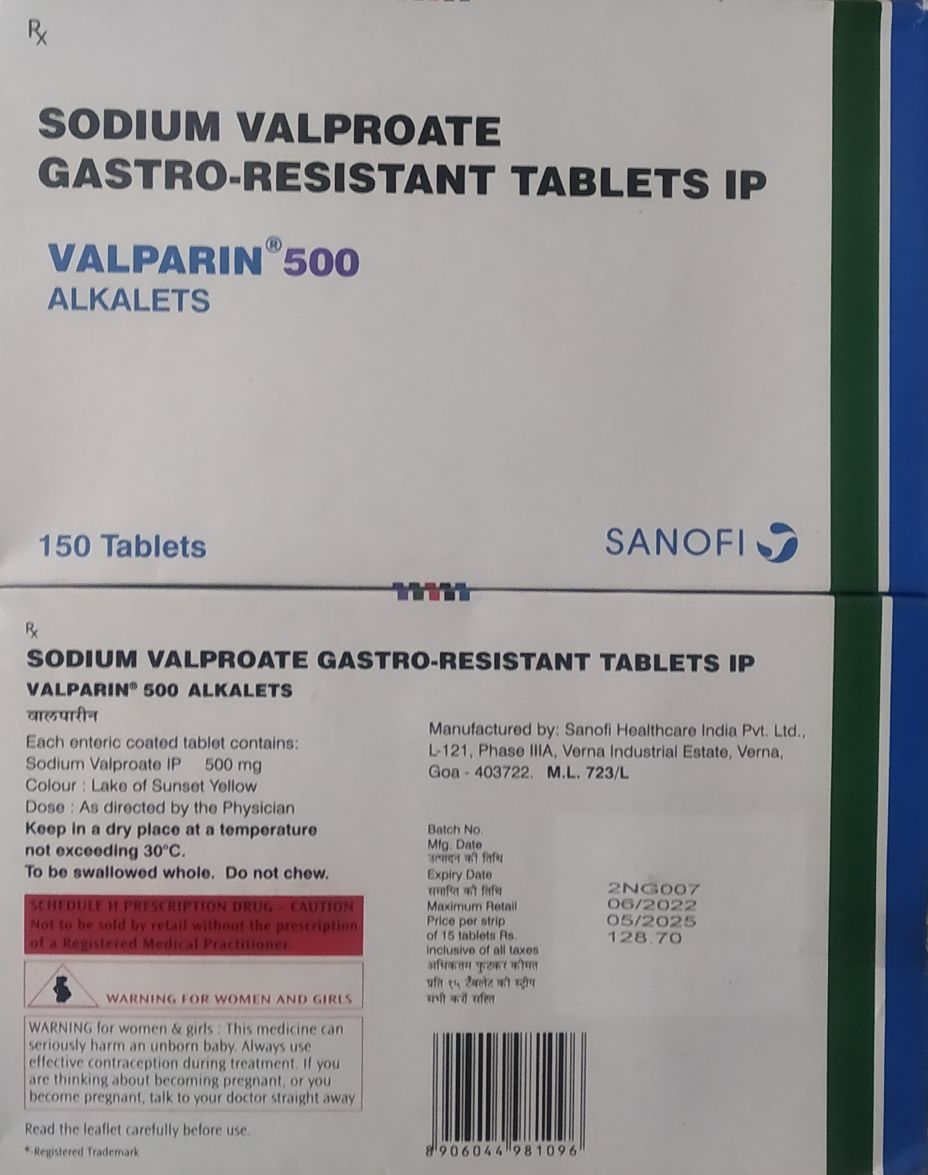 Rx
SODIUM VALPROATE
GASTRO-RESISTANT TABLETS IP
VALPARIN® 500
ALKALETS
150 Tablets
SANOFI
Rx
SODIUM VALPROATE GASTRO-RESISTANT TABLETS IP
VALPARIN® 500 ALKALETS
वालपारीन
Each enteric coated tablet contains:
Sodium Valproate IP 500 mg
Colour : Lake of Sunset Yellow
Dose : As directed by the Physician
Keep in a dry place at a temperature
not exceeding 30°C.
To be swallowed whole. Do not chew.
SCHEDULE H PRESCRIPTION DRUG - CAUTION
Not to be sold by retail without the prescription
of a Registered Medical Practitioner.
WARNING FOR WOMEN AND GIRLS
WARNING for women & girls : This medicine can
seriously harm an unborn baby. Always use
effective contraception during treatment. If you
are thinking about becoming pregnant, or you
become pregnant, talk to your doctor straight away
Read the leaflet carefully before use.
®-Registered Trademark
Manufactured by: Sanofi Healthcare India Pvt. Ltd.,
L-121, Phase IIIA, Verna Industrial Estate, Verna,
Goa - 403722. M.L. 723/L
Batch No.
Mfg. Date
उत्पादन की तिथि
Expiry Date
समाप्ति की तिथि
Maximum Retail
Price per strip
of 15 tablets Rs.
inclusive of all taxes
अधिकतम फुटकर कीमत
प्रति १५ टॅबलेट की स्ट्रीप
सभी करों सहित
2NG007
06/2022
05/2025
128.70
8 906044 981096